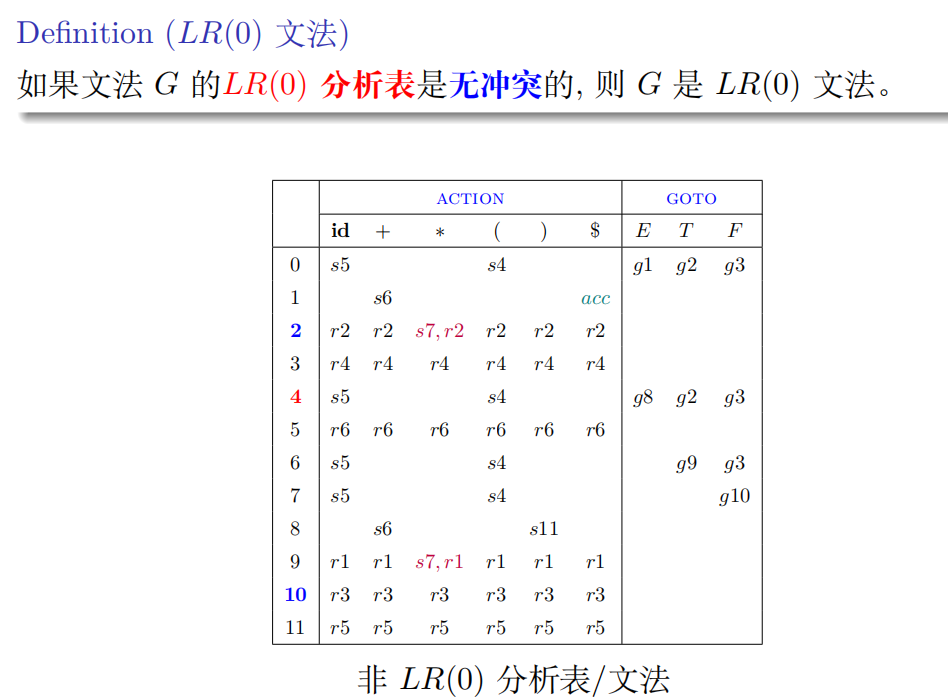 Definition (LR(0) 文法)
如果文法 G 的LR(0) 分析表是无冲突的, 则 G 是 LR(0) 文法。
ACTION GOTO
id + * ( ) $ E T F
0 s5 s4 g1 g2 g3
1 s6 acc
2 r2 r2 s7, r2 r2 r2 r2
3 r4 r4 r4 r4 r4 r4
4 s5 s4 g8 g2 g3
5 r6 r6 r6 r6 r6 r6
6 s5 s4 g9 g3
7 s5 s4 g10
8 s6 s11
9 r1 r1 s7, r1 r1 r1 r1
10 r3 r3 r3 r3 r3 r3
11 r5 r5 r5 r5 r5 r5
非 LR(0) 分析表/文法